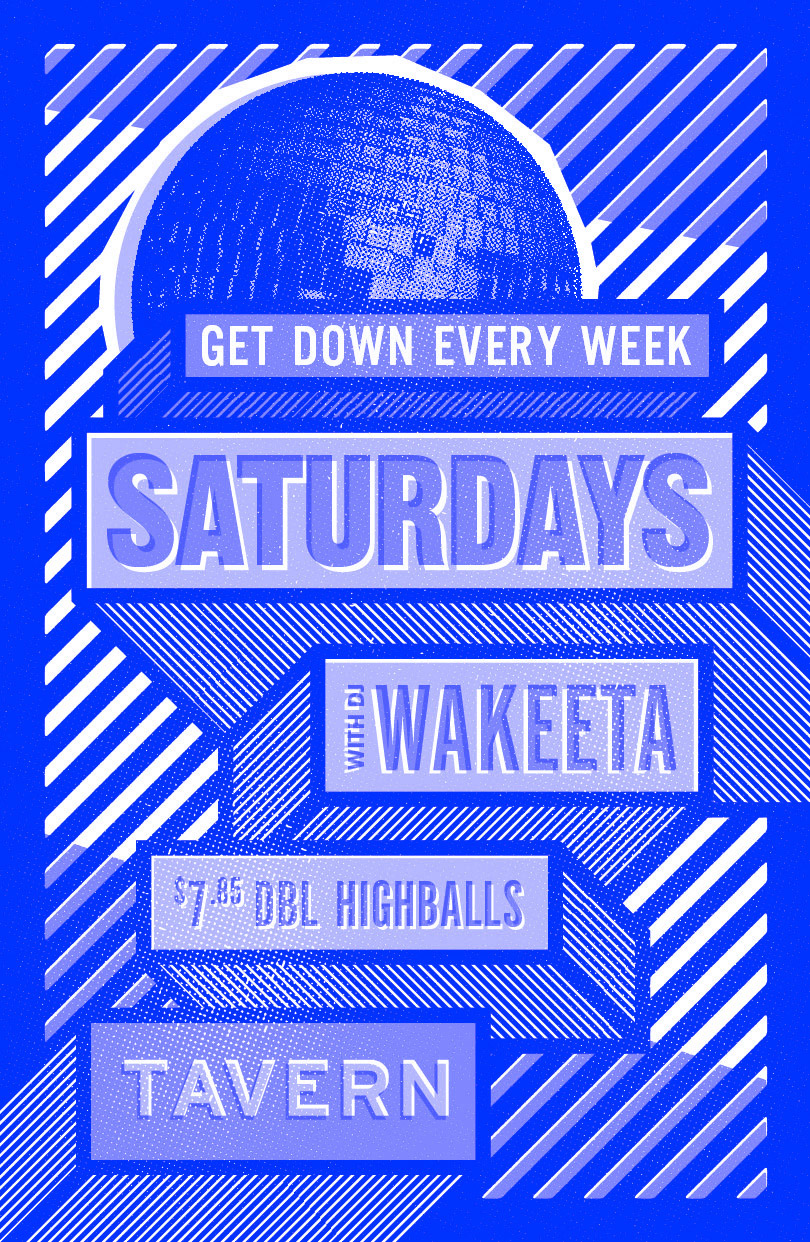 GET DOWN EVERY WEEK
SATURDAYS
WITH DJ WAKEETA
$7.85 DBL HIGHBALLS
TAVERN